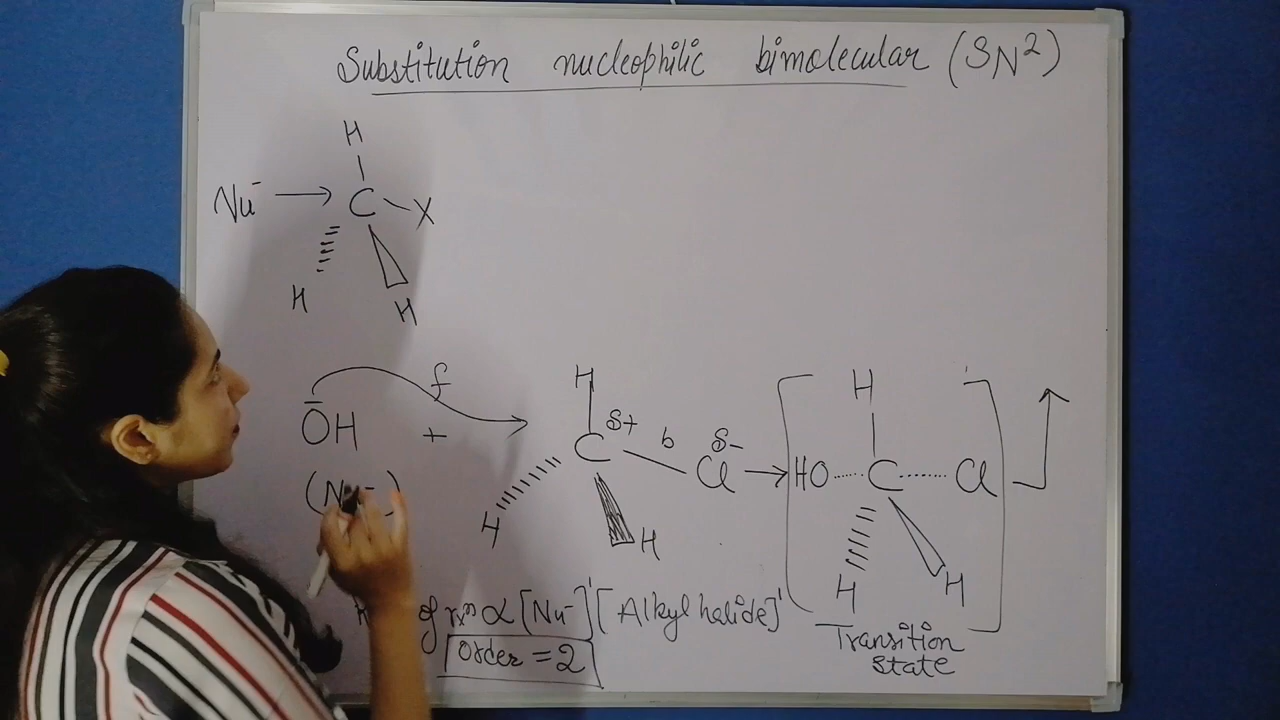 Substitution nucleophilic bimolecular (SN²)
H
Nu⁻ → C – X
H
H
f
H
ŌH + C δ+ b Cl δ- → [ HO ····· C ····· Cl ]
H
(Nu⁻)
H H
H H
of rxⁿ ∝ [Nu⁻]¹ [Alkyl halide]¹
Order = 2
Transition
state